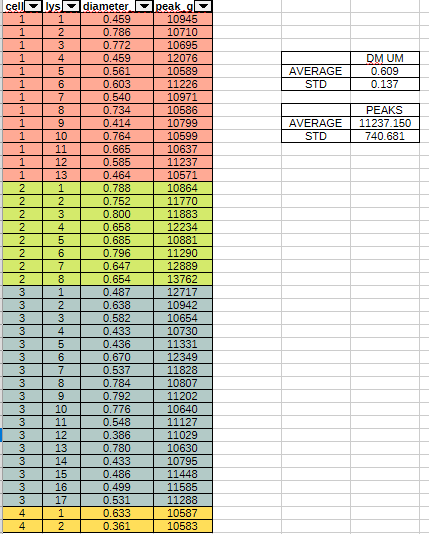 cell lys diameter_ peak_g
1 1 0.459 10945
1 2 0.786 10710
1 3 0.772 10695
1 4 0.459 12076 DM UM
1 5 0.561 10589 AVERAGE 0.609
1 6 0.603 11226 STD 0.137
1 7 0.540 10971
1 8 0.734 10586 PEAKS
1 9 0.414 10799 AVERAGE 11237.150
1 10 0.764 10599 STD 740.681
1 11 0.665 10637
1 12 0.585 11237
1 13 0.464 10571
2 1 0.788 10864
2 2 0.752 11770
2 3 0.800 11883
2 4 0.658 12234
2 5 0.685 10881
2 6 0.796 11290
2 7 0.647 12889
2 8 0.654 13762
3 1 0.487 12717
3 2 0.638 10942
3 3 0.582 10654
3 4 0.433 10730
3 5 0.436 11331
3 6 0.670 12349
3 7 0.537 11828
3 8 0.784 10807
3 9 0.792 11202
3 10 0.776 10640
3 11 0.548 11127
3 12 0.386 11029
3 13 0.780 10630
3 14 0.433 10795
3 15 0.486 11448
3 16 0.499 11585
3 17 0.531 11288
4 1 0.633 10587
4 2 0.361 10583